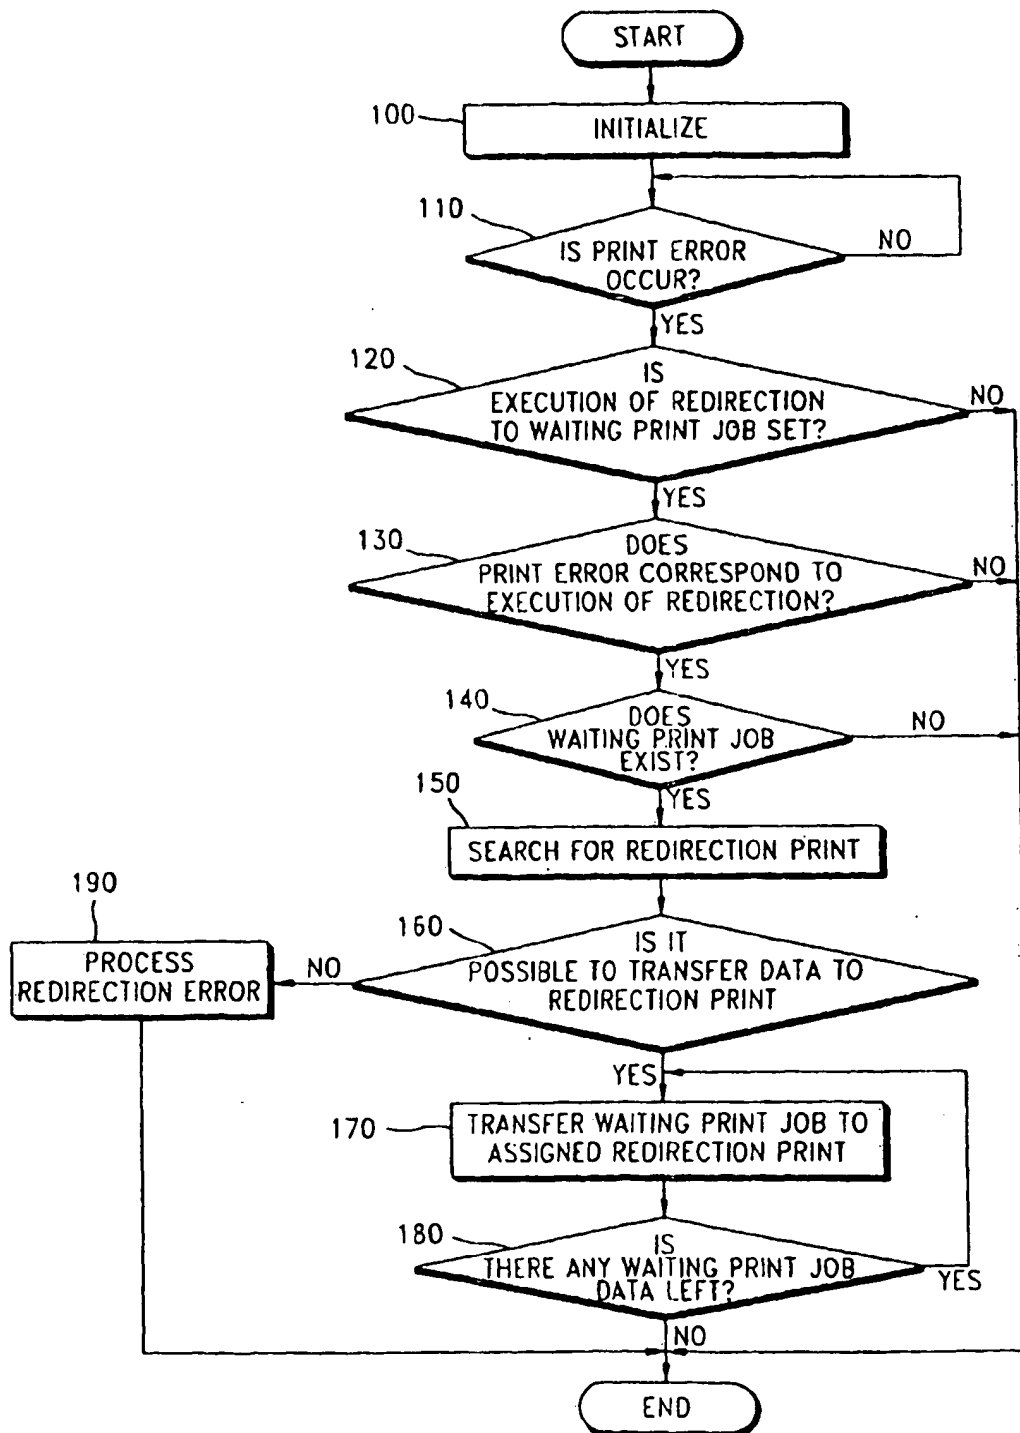 START
100
INITIALIZE
110
IS PRINT ERROR
OCCUR?
NO
YES
120
IS
EXECUTION OF REDIRECTION
TO WAITING PRINT JOB SET?
NO
YES
130
DOES
PRINT ERROR CORRESPOND TO
EXECUTION OF REDIRECTION?
NO
YES
140
DOES
WAITING PRINT JOB
EXIST?
NO
YES
150
SEARCH FOR REDIRECTION PRINT
190
PROCESS
REDIRECTION ERROR
NO
160
IS IT
POSSIBLE TO TRANSFER DATA TO
REDIRECTION PRINT
YES
170
TRANSFER WAITING PRINT JOB TO
ASSIGNED REDIRECTION PRINT
180
IS
THERE ANY WAITING PRINT JOB
DATA LEFT?
YES
NO
END